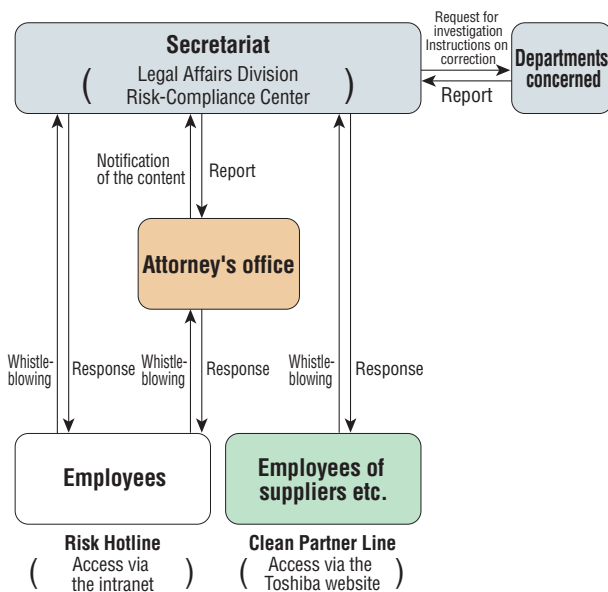 Secretariat
( Legal Affairs Division
Risk-Compliance Center )
Request for
investigation
Instructions on
correction
Report
Departments
concerned
Notification
of the content
Report
Attorney's office
Whistle-
blowing
Response
Whistle-
blowing
Response
Whistle-
blowing
Response
Employees
Employees of
suppliers etc.
Risk Hotline
( Access via
the intranet )
Clean Partner Line
( Access via the
Toshiba website )